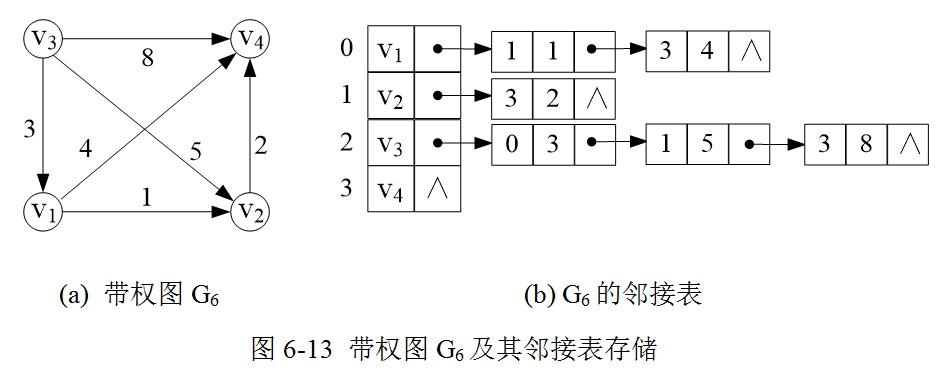 v₃ v₄
8
3 4 5 2
1
v₁ v₂
0 v₁ 1 1 3 4 ∧
1 v₂ 3 2 ∧
2 v₃ 0 3 1 5 3 8 ∧
3 v₄ ∧
(a) 带权图 G₆
(b) G₆ 的邻接表
图 6-13 带权图 G₆ 及其邻接表存储